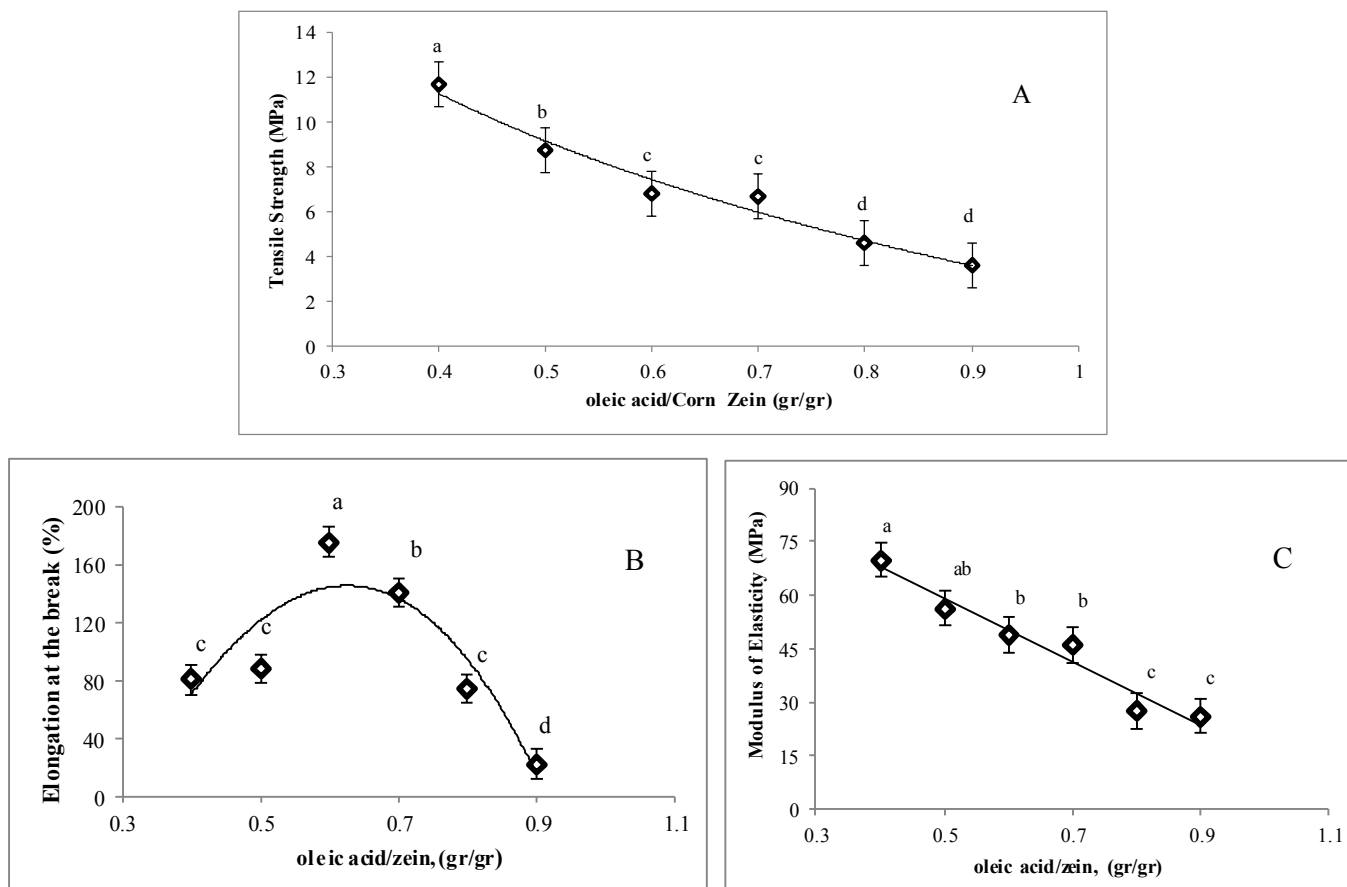 14
12
10
8
6
4
2
0
Tensile Strength (MPa)
a
b
c
c
d
d
A
0.3 0.4 0.5 0.6 0.7 0.8 0.9 1
oleic acid/Corn Zein (gr/gr)
200
160
120
80
40
0
Elongation at the break (%)
c
c
a
b
c
d
B
0.3 0.5 0.7 0.9 1.1
oleic acid/zein, (gr/gr)
90
75
60
45
30
15
0
Modulus of Elasticity (MPa)
a
ab
b
b
c
c
C
0.3 0.5 0.7 0.9 1.1
oleic acid/zein, (gr/gr)